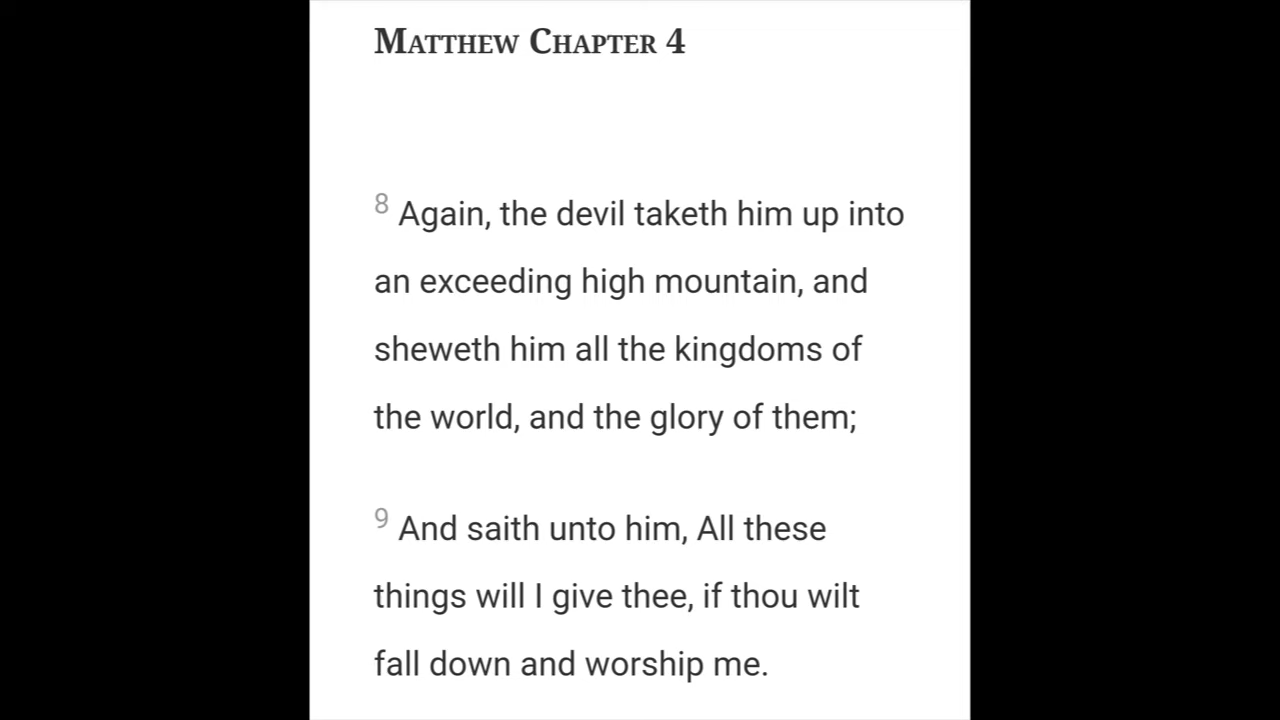 Matthew Chapter 4
8 Again, the devil taketh him up into
an exceeding high mountain, and
sheweth him all the kingdoms of
the world, and the glory of them;
9 And saith unto him, All these
things will I give thee, if thou wilt
fall down and worship me.